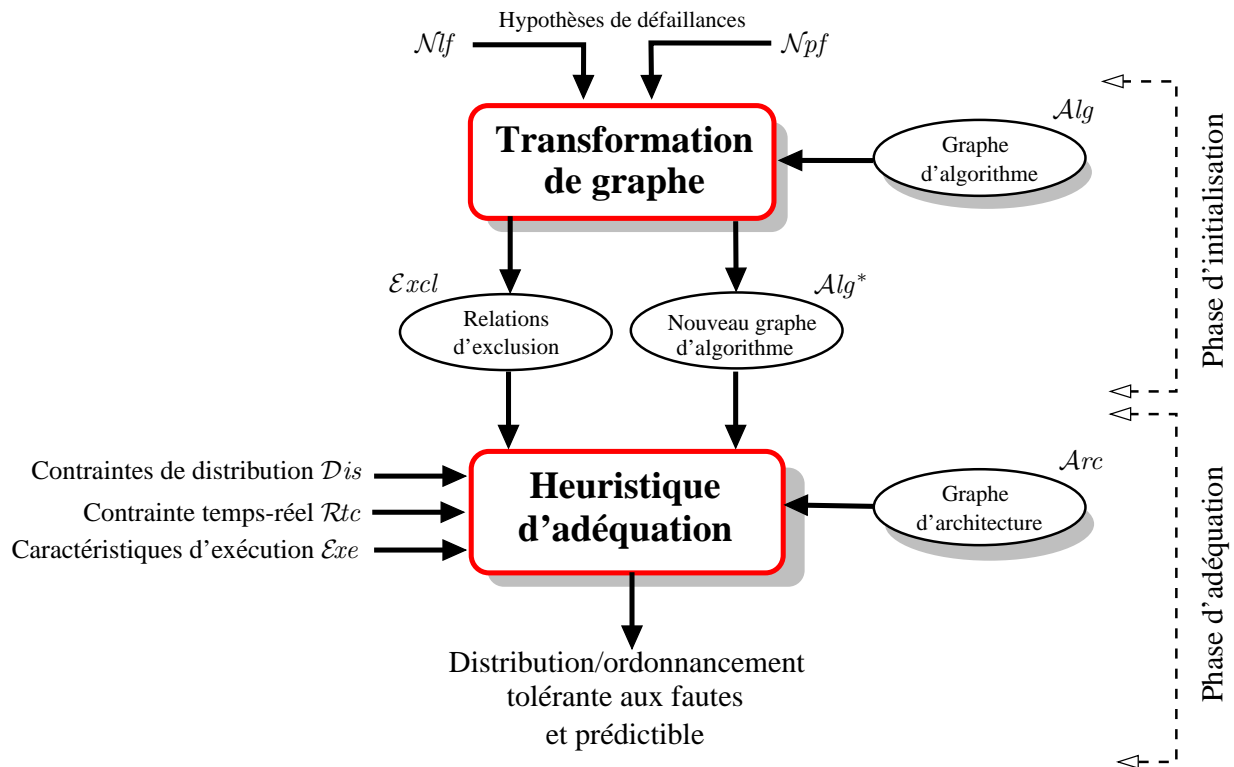 Hypothèses de défaillances
𝒩lf
𝒩pf
Transformation
de graphe
𝒜lg
Graphe
d'algorithme
ℰxcl
Relations
d'exclusion
𝒜lg*
Nouveau graphe
d'algorithme
Phase d'initialisation
Contraintes de distribution 𝒟is
Contrainte temps-réel ℛtc
Caractéristiques d'exécution ℰxe
Heuristique
d'adéquation
𝒜rc
Graphe
d'architecture
Phase d'adéquation
Distribution/ordonnancement
tolérante aux fautes
et prédictible